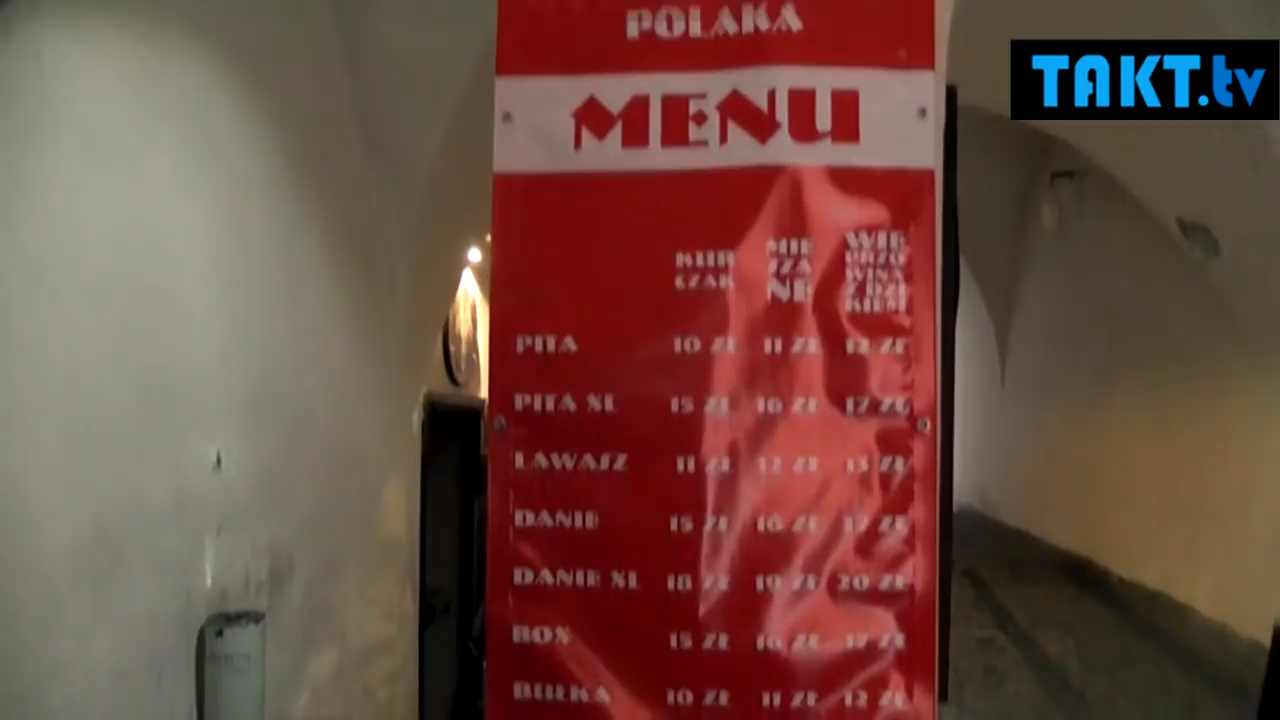 POLAKA
TAKT.tv
MENU
KUR MIE WIE
CZAK SZA PRZO
NE WINA
Z DZI
KIEM
PITA 10 ZŁ 11 ZŁ 12 ZŁ
PITA XL 15 ZŁ 16 ZŁ 17 ZŁ
LAWASZ 11 ZŁ 12 ZŁ 13 ZŁ
DANIE 15 ZŁ 16 ZŁ 17 ZŁ
DANIE XL 18 ZŁ 19 ZŁ 20 ZŁ
BOX 15 ZŁ 16 ZŁ 17 ZŁ
BUŁKA 10 ZŁ 11 ZŁ 12 ZŁ